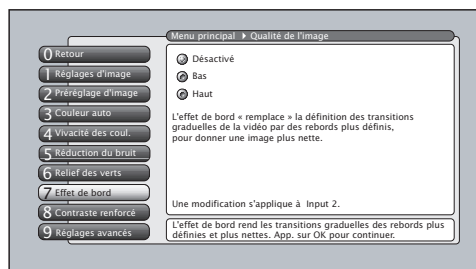 Menu principal ▶ Qualité de l'image
0 Retour
1 Réglages d'image
2 Préréglage d'image
3 Couleur auto
4 Vivacité des coul.
5 Réduction du bruit
6 Relief des verts
7 Effet de bord
8 Contraste renforcé
9 Réglages avancés
Désactivé
Bas
Haut
L'effet de bord « remplace » la définition des transitions
graduelles de la vidéo par des rebords plus définis,
pour donner une image plus nette.
Une modification s'applique à Input 2.
L'effet de bord rend les transitions graduelles des rebords plus
définies et plus nettes. App. sur OK pour continuer.